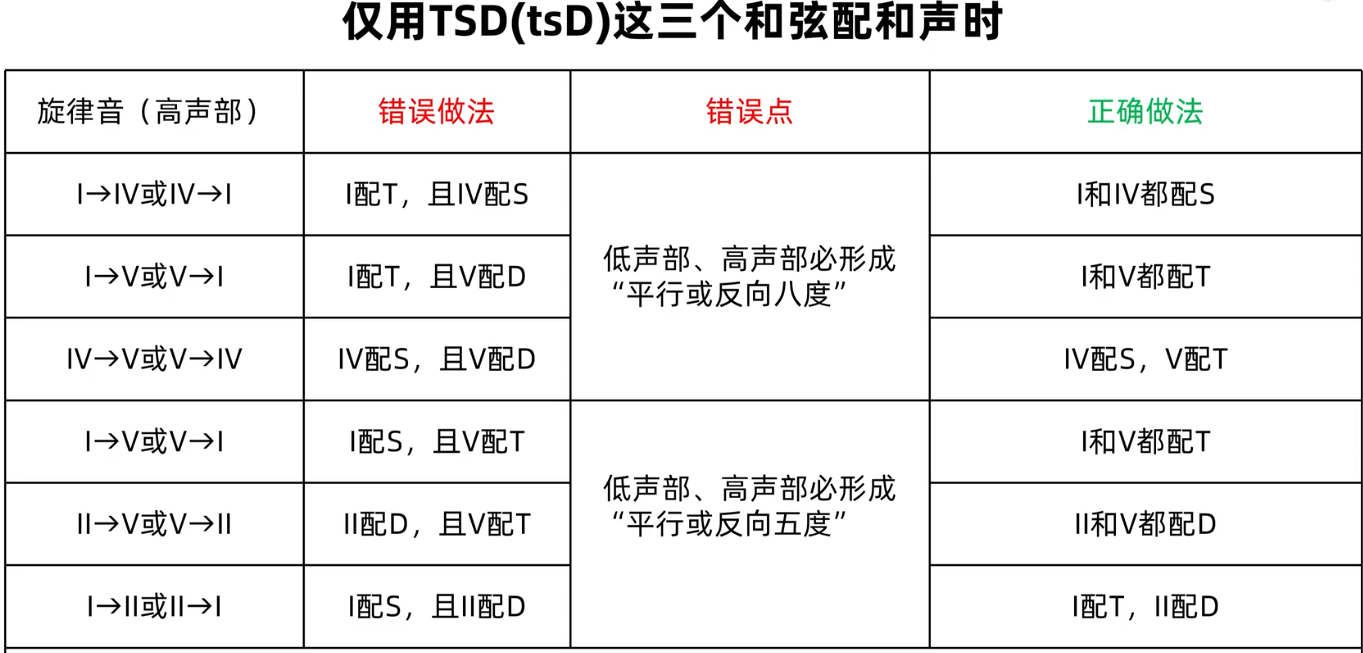 仅用TSD(tsD)这三个和弦配和声时
旋律音（高声部） 错误做法 错误点 正确做法
I→IV或IV→I I配T，且IV配S I和IV都配S
I→V或V→I I配T，且V配D I和V都配T
低声部、高声部必形成
“平行或反向八度”
IV→V或V→IV IV配S，且V配D IV配S，V配T
I→V或V→I I配S，且V配T I和V都配T
低声部、高声部必形成
“平行或反向五度”
II→V或V→II II配D，且V配T II和V都配D
I→II或II→I I配S，且II配D I配T，II配D